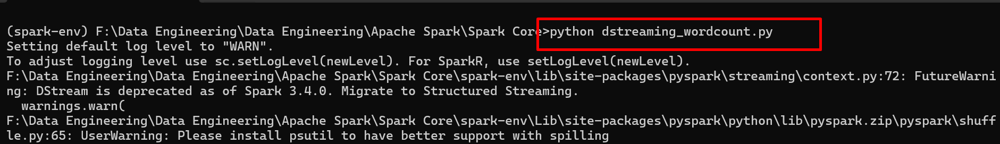 (spark-env) F:\Data Engineering\Data Engineering\Apache Spark\Spark Core>python dstreaming_wordcount.py
Setting default log level to "WARN".
To adjust logging level use sc.setLogLevel(newLevel). For SparkR, use setLogLevel(newLevel).
F:\Data Engineering\Data Engineering\Apache Spark\Spark Core\spark-env\lib\site-packages\pyspark\streaming\context.py:72: FutureWarni
ng: DStream is deprecated as of Spark 3.4.0. Migrate to Structured Streaming.
  warnings.warn(
F:\Data Engineering\Data Engineering\Apache Spark\Spark Core\spark-env\Lib\site-packages\pyspark\python\lib\pyspark.zip\pyspark\shuff
le.py:65: UserWarning: Please install psutil to have better support with spilling